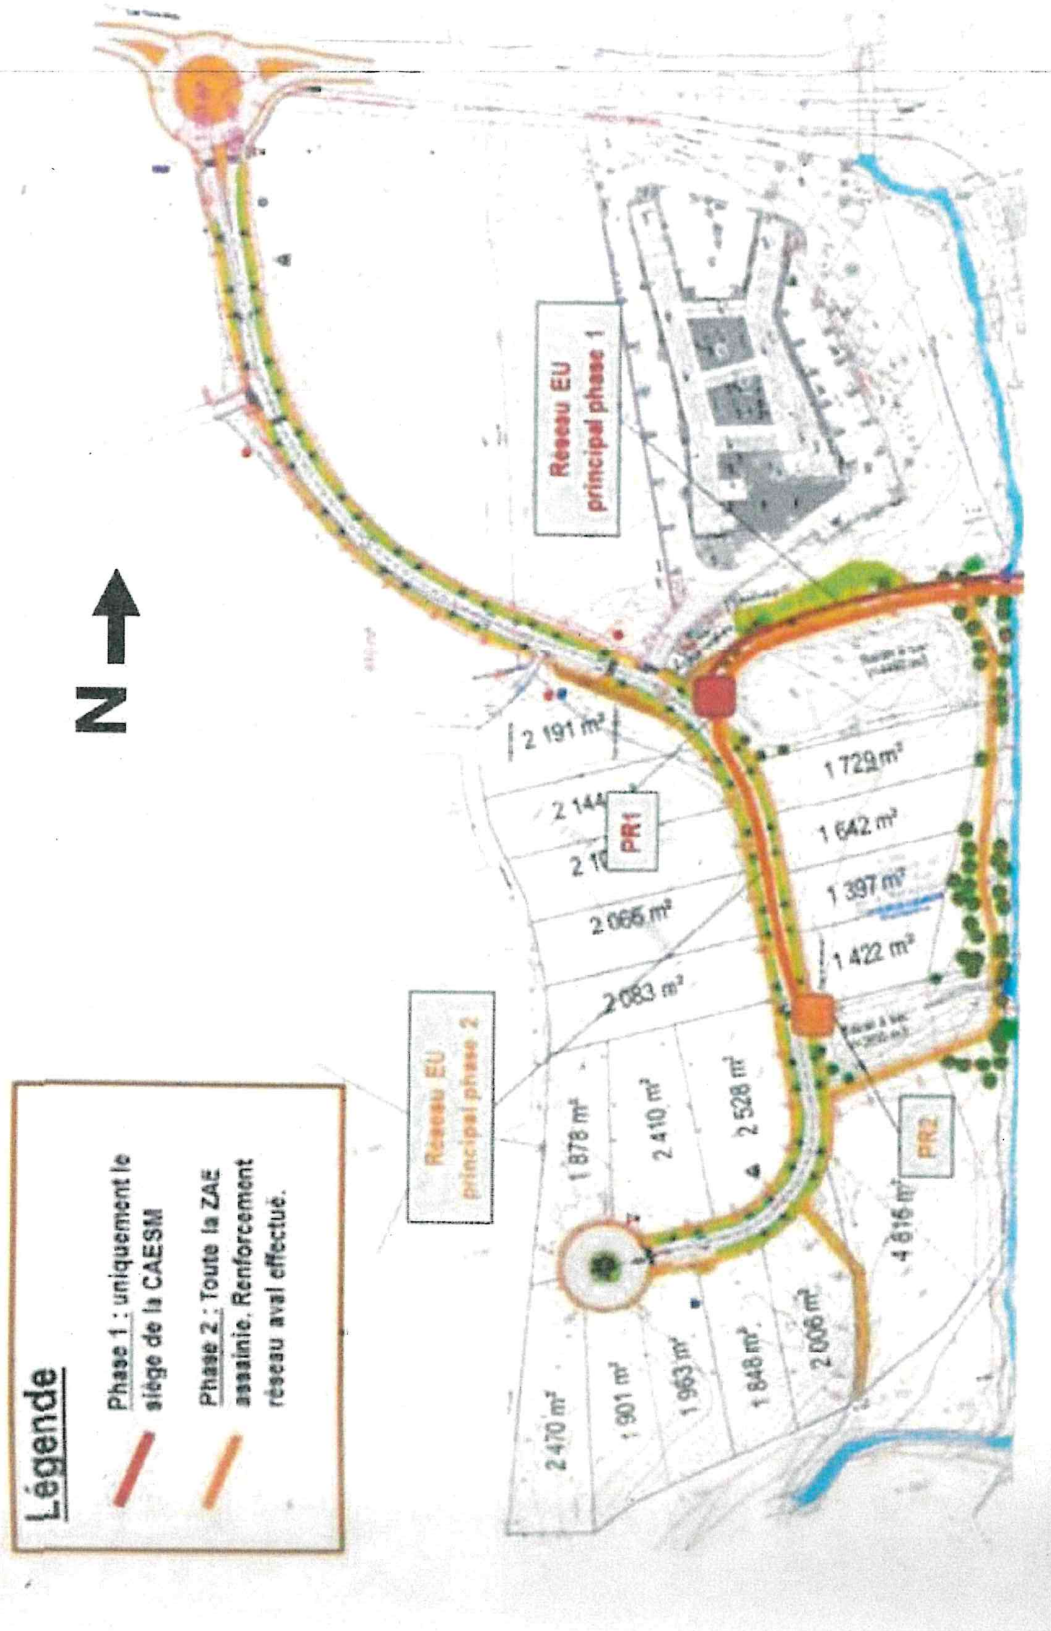 Légende
Phase 1 : uniquement le
siège de la CAESM
Phase 2 : Toute la ZAE
assainie. Renforcement
réseau aval effectué.
N
Réseau EU
principal phase 2
Réseau EU
principal phase 1
PR1
PR2
2 191 m²
2 144
2 066 m²
2 083 m²
1 878 m²
2 410 m²
2 528 m²
2 470 m²
1 901 m²
1 963 m²
1 848 m²
2 006 m²
4 616 m²
1 729 m²
1 642 m²
1 397 m²
1 422 m²